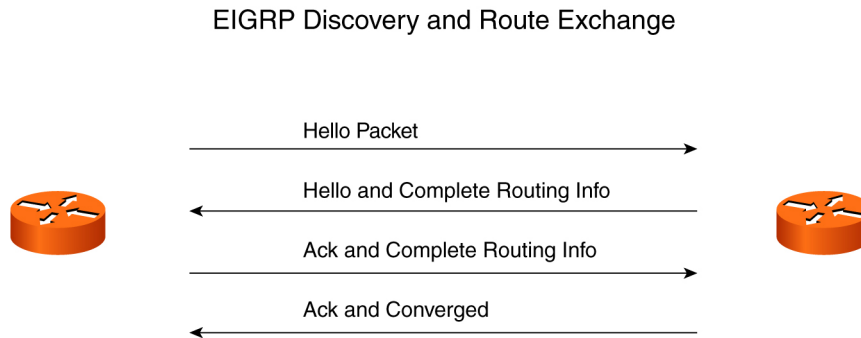 EIGRP Discovery and Route Exchange
Hello Packet
Hello and Complete Routing Info
Ack and Complete Routing Info
Ack and Converged